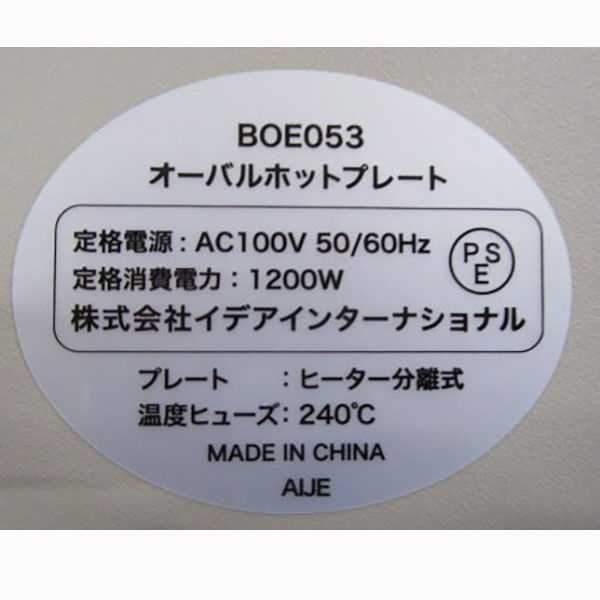 BOE053
オーバルホットプレート
定格電源：AC100V 50/60Hz
定格消費電力：1200W
PSE
株式会社イデアインターナショナル
プレート　：ヒーター分離式
温度ヒューズ：240℃
MADE IN CHINA
AIJE